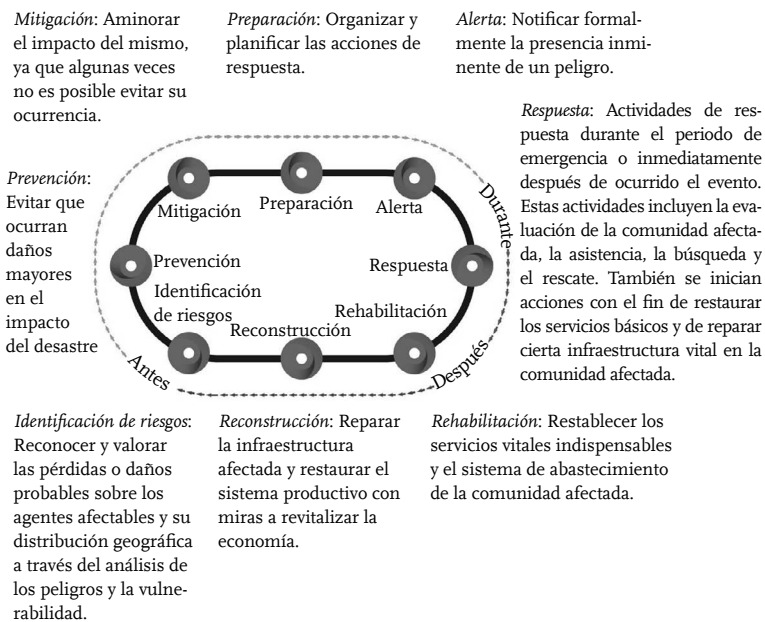 Mitigación: Aminorar
el impacto del mismo,
ya que algunas veces
no es posible evitar su
ocurrencia.
Preparación: Organizar y
planificar las acciones de
respuesta.
Alerta: Notificar formal-
mente la presencia inmi-
nente de un peligro.
Respuesta: Actividades de res-
puesta durante el periodo de
emergencia o inmediatamente
después de ocurrido el evento.
Estas actividades incluyen la eva-
luación de la comunidad afecta-
da, la asistencia, la búsqueda y
el rescate. También se inician
acciones con el fin de restaurar
los servicios básicos y de reparar
cierta infraestructura vital en la
comunidad afectada.
Prevención:
Evitar que
ocurran
daños
mayores
en el
impacto
del desastre
Mitigación
Preparación
Alerta
Durante
Prevención
Respuesta
Identificación
de riesgos
Rehabilitación
Reconstrucción
Antes
Después
Identificación de riesgos:
Reconocer y valorar
las pérdidas o daños
probables sobre los
agentes afectables y su
distribución geográfica
a través del análisis de
los peligros y la vulne-
rabilidad.
Reconstrucción: Reparar
la infraestructura
afectada y restaurar el
sistema productivo con
miras a revitalizar la
economía.
Rehabilitación: Restablecer los
servicios vitales indispensables
y el sistema de abastecimiento
de la comunidad afectada.